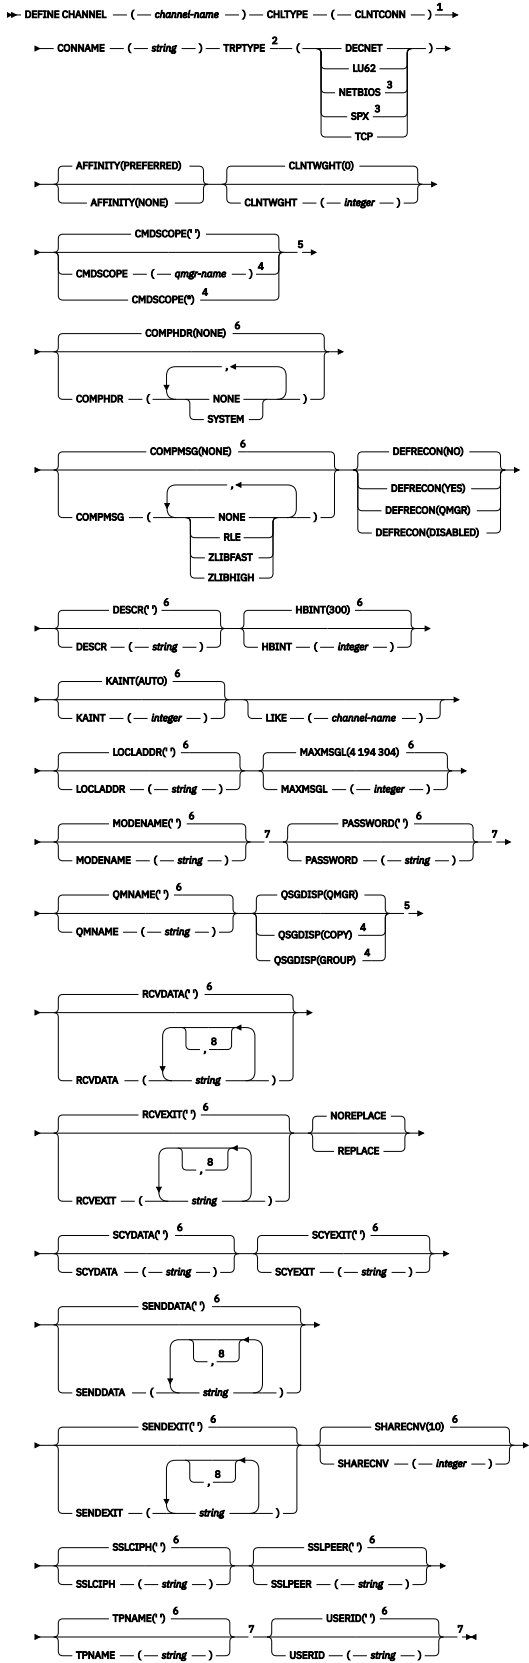 DEFINE CHANNEL ( channel-name ) CHLTYPE ( CLNTCONN ) 1
CONNAME ( string ) TRPTYPE 2 ( DECNET )
LU62
NETBIOS 3
SPX 3
TCP
AFFINITY(PREFERRED) CLNTWGHT(0)
AFFINITY(NONE) CLNTWGHT ( integer )
CMDSCOPE(' ') 5
CMDSCOPE ( qmgr-name ) 4
CMDSCOPE(*) 4
COMPHDR(NONE) 6
,
COMPHDR ( NONE )
SYSTEM
COMPMSG(NONE) 6 DEFRECON(NO)
, DEFRECON(YES)
DEFRECON(QMGR)
COMPMSG ( NONE ) DEFRECON(DISABLED)
RLE
ZLIBFAST
ZLIBHIGH
DESCR(' ') 6 HBINT(300) 6
DESCR ( string ) HBINT ( integer )
KAINT(AUTO) 6
KAINT ( integer ) LIKE ( channel-name )
LOCLADDR(' ') 6 MAXMSGL(4 194 304) 6
LOCLADDR ( string ) MAXMSGL ( integer )
MODENAME(' ') 6 7 PASSWORD(' ') 6 7
MODENAME ( string ) PASSWORD ( string )
QMNAME(' ') 6 QSGDISP(QMGR) 5
QMNAME ( string ) QSGDISP(COPY) 4
QSGDISP(GROUP) 4
RCVDATA(' ') 6
, 8
RCVDATA ( string )
RCVEXIT(' ') 6 NOREPLACE
, 8 REPLACE
RCVEXIT ( string )
SCYDATA(' ') 6 SCYEXIT(' ') 6
SCYDATA ( string ) SCYEXIT ( string )
SENDDATA(' ') 6
, 8
SENDDATA ( string )
SENDEXIT(' ') 6 SHARECNV(10) 6
, 8 SHARECNV ( integer )
SENDEXIT ( string )
SSLCIPH(' ') 6 SSLPEER(' ') 6
SSLCIPH ( string ) SSLPEER ( string )
TPNAME(' ') 6 7 USERID(' ') 6 7
TPNAME ( string ) USERID ( string )